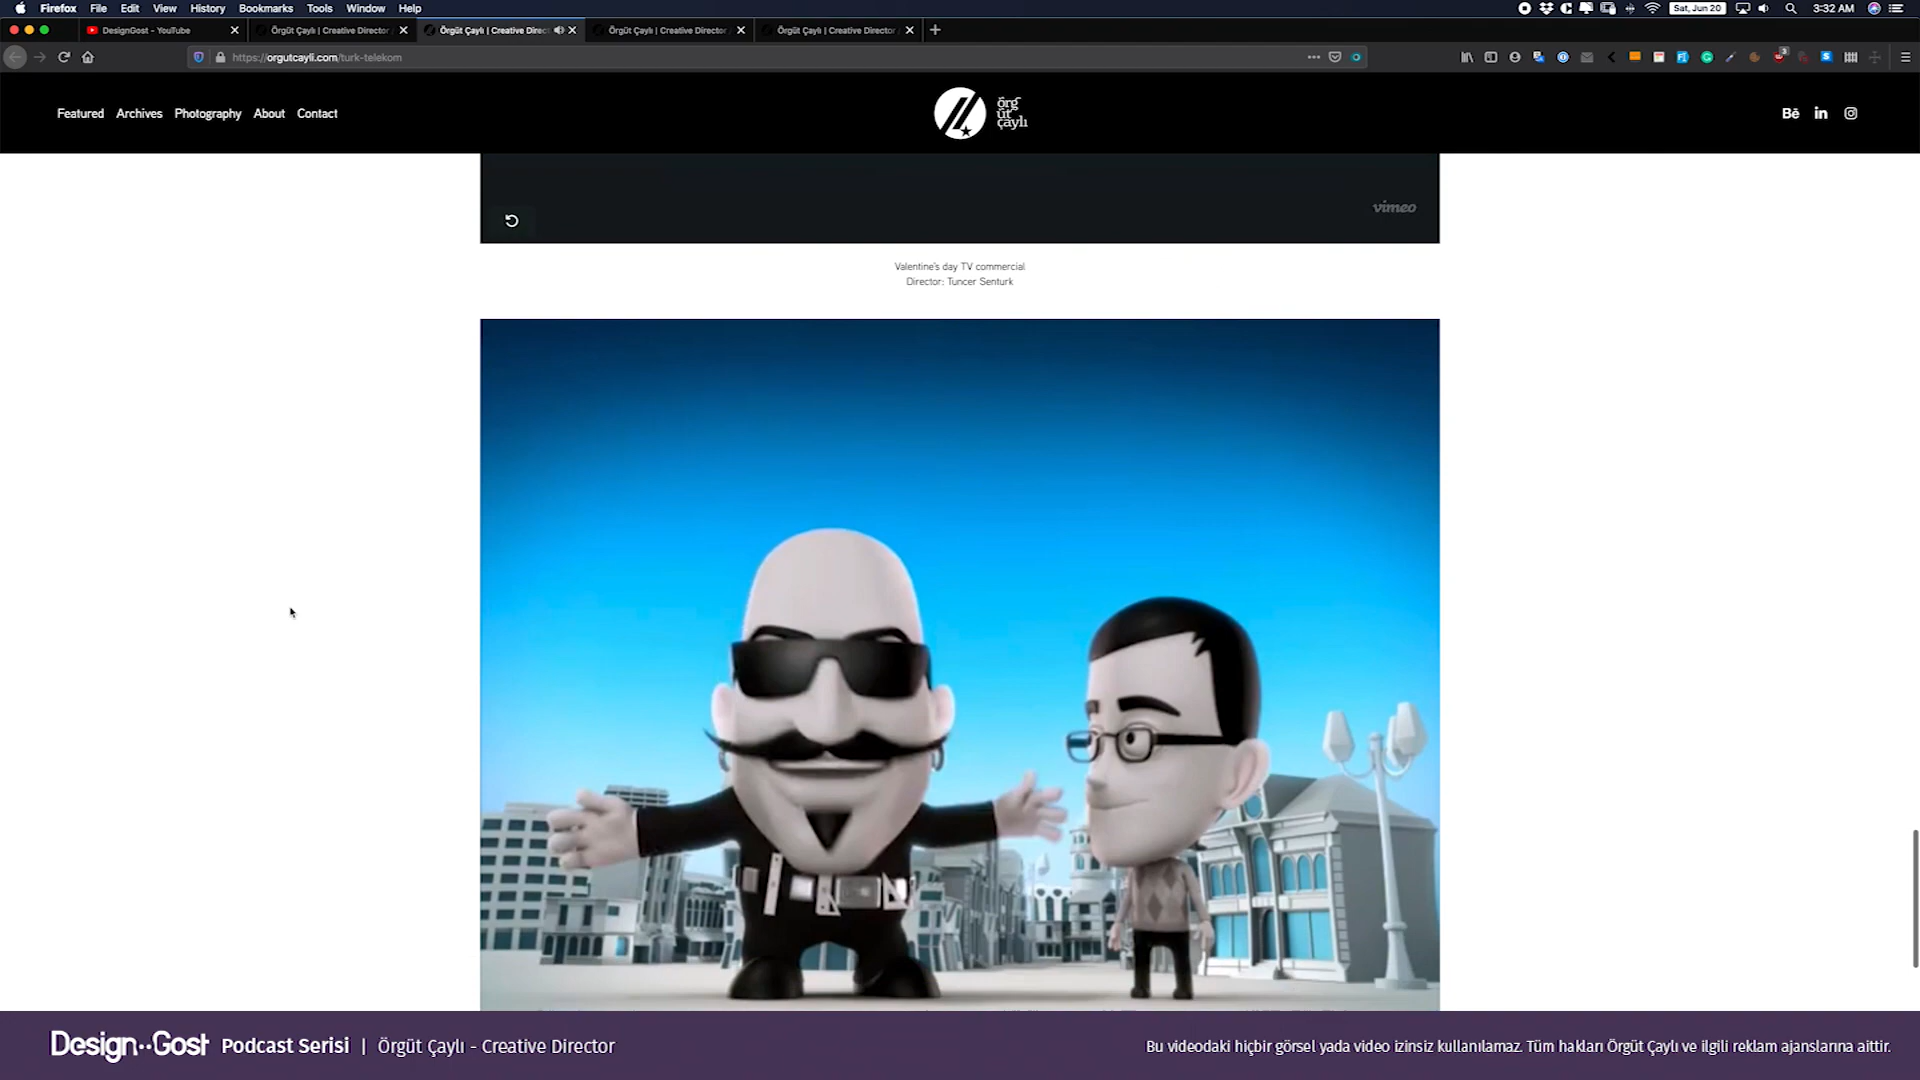 Firefox File Edit View History Bookmarks Tools Window Help Sat, Jun 20 3:32 AM
DesignGost - YouTube Örgüt Çaylı | Creative Director Örgüt Çaylı | Creative Direc Örgüt Çaylı | Creative Director Örgüt Çaylı | Creative Director
https://orgutcayli.com/turk-telekom
Featured Archives Photography About Contact
örg
üt
çaylı
Bē in
vimeo
Valentine's day TV commercial
Director: Tuncer Senturk
Design··Gost Podcast Serisi | Örgüt Çaylı - Creative Director
Bu videodaki hiçbir görsel yada video izinsiz kullanılamaz. Tüm hakları Örgüt Çaylı ve ilgili reklam ajanslarına aittir.